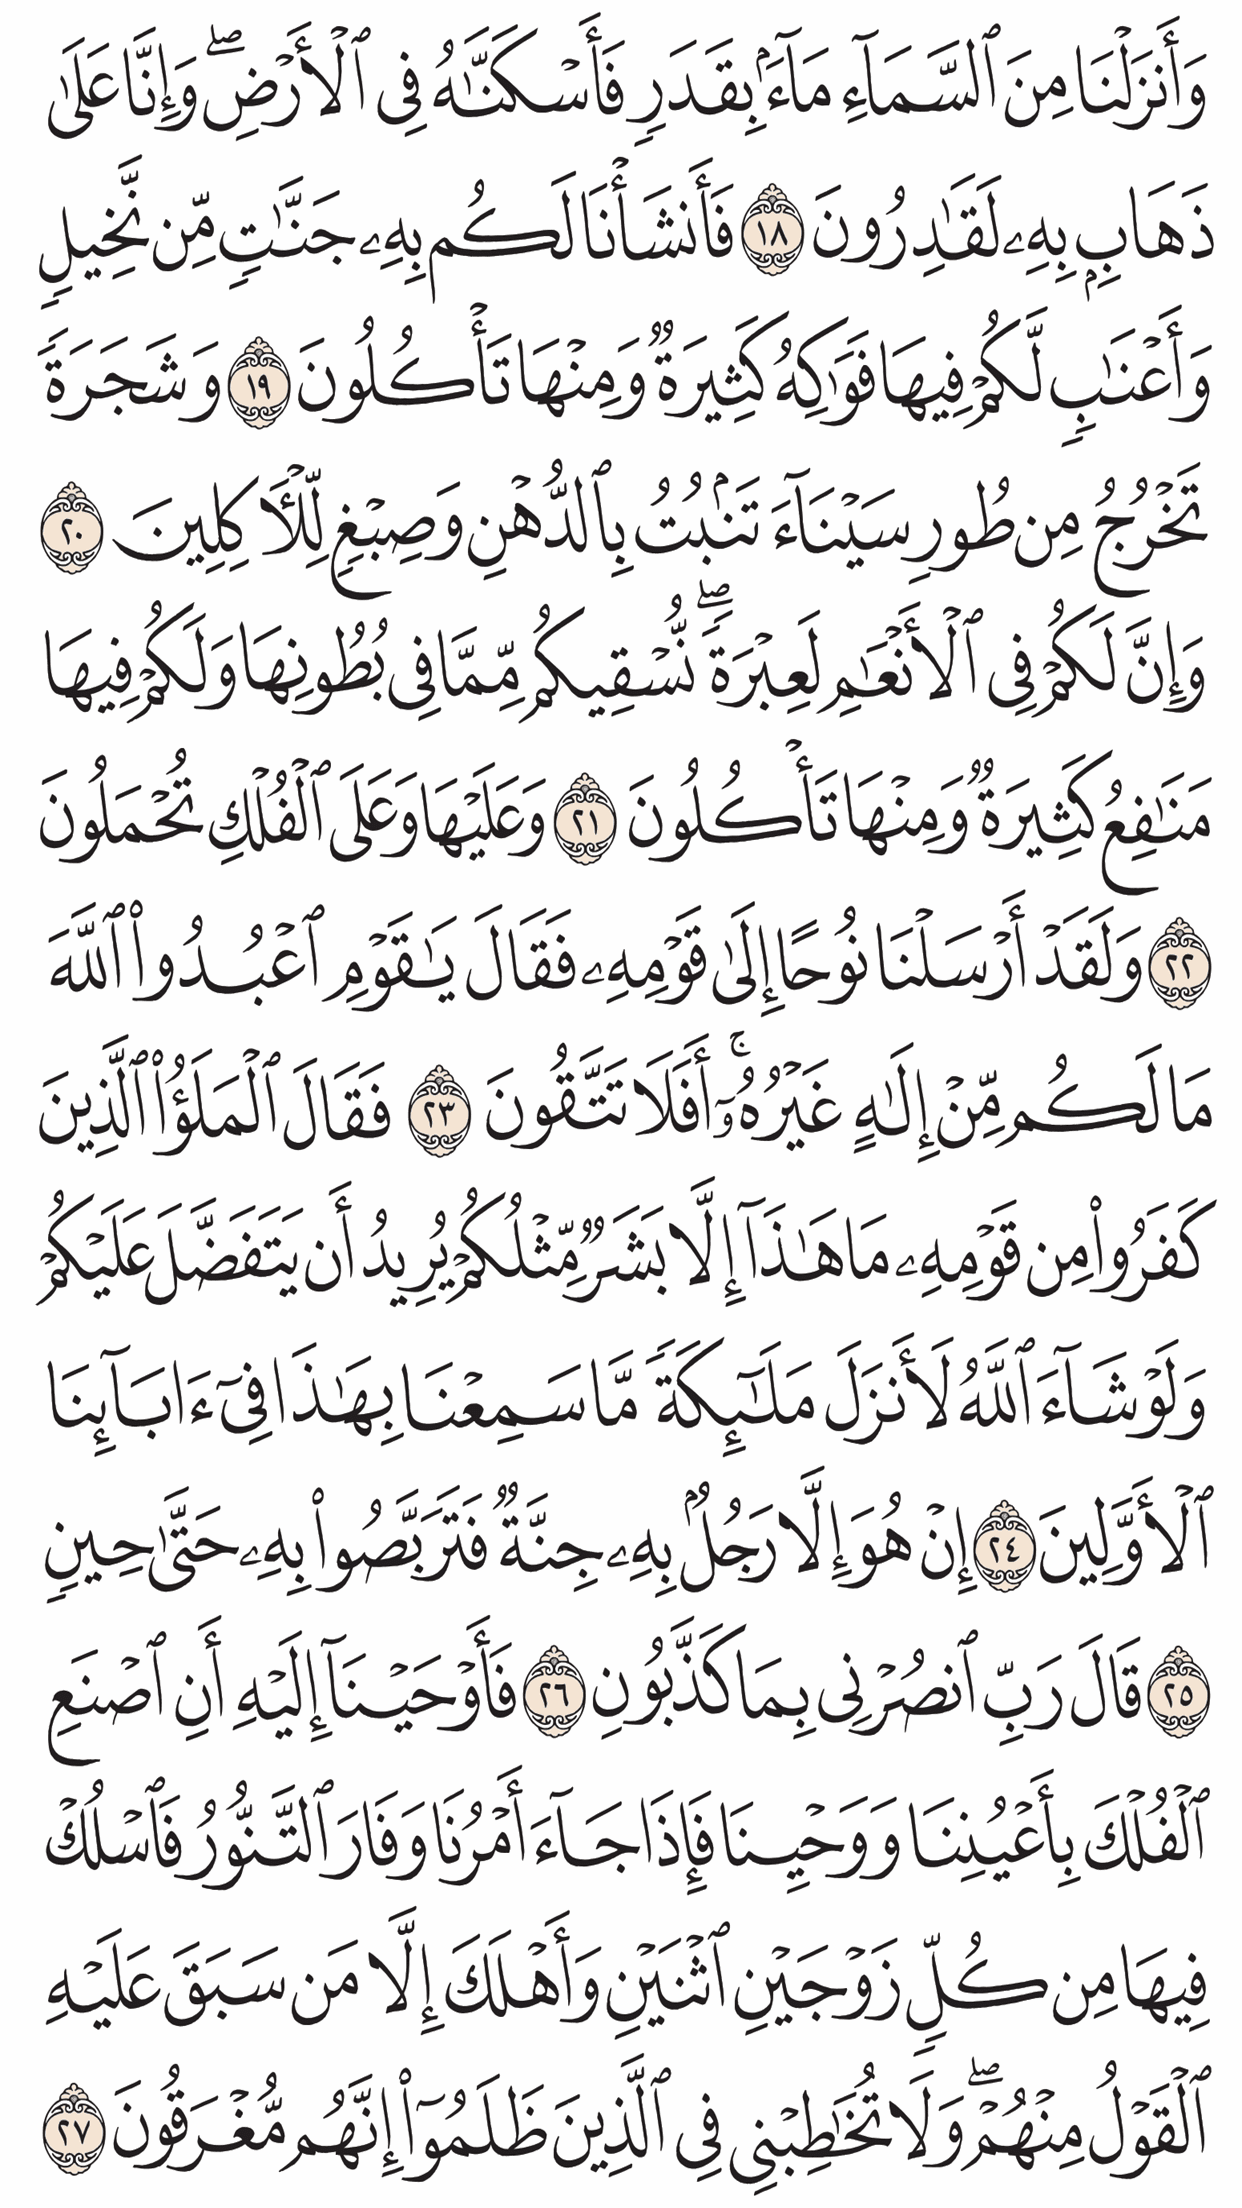 وَأَنزَلْنَا مِنَ ٱلسَّمَآءِ مَآءًۢ بِقَدَرٍ فَأَسْكَنَّـٰهُ فِى ٱلْأَرْضِ ۖ وَإِنَّا عَلَىٰ
ذَهَابٍۭ بِهِۦ لَقَـٰدِرُونَ ١٨ فَأَنشَأْنَا لَكُم بِهِۦ جَنَّـٰتٍ مِّن نَّخِيلٍ
وَأَعْنَـٰبٍ لَّكُمْ فِيهَا فَوَٰكِهُ كَثِيرَةٌ وَمِنْهَا تَأْكُلُونَ ١٩ وَشَجَرَةً
تَخْرُجُ مِن طُورِ سَيْنَآءَ تَنۢبُتُ بِٱلدُّهْنِ وَصِبْغٍ لِّلْـَٔاكِلِينَ ٢٠
وَإِنَّ لَكُمْ فِى ٱلْأَنْعَـٰمِ لَعِبْرَةً ۖ نُّسْقِيكُم مِّمَّا فِى بُطُونِهَا وَلَكُمْ فِيهَا
مَنَـٰفِعُ كَثِيرَةٌ وَمِنْهَا تَأْكُلُونَ ٢١ وَعَلَيْهَا وَعَلَى ٱلْفُلْكِ تُحْمَلُونَ
٢٢ وَلَقَدْ أَرْسَلْنَا نُوحًا إِلَىٰ قَوْمِهِۦ فَقَالَ يَـٰقَوْمِ ٱعْبُدُوا۟ ٱللَّهَ
مَا لَكُم مِّنْ إِلَـٰهٍ غَيْرُهُۥٓ ۚ أَفَلَا تَتَّقُونَ ٢٣ فَقَالَ ٱلْمَلَؤُا۟ ٱلَّذِينَ
كَفَرُوا۟ مِن قَوْمِهِۦ مَا هَـٰذَآ إِلَّا بَشَرٌ مِّثْلُكُمْ يُرِيدُ أَن يَتَفَضَّلَ عَلَيْكُمْ
وَلَوْ شَآءَ ٱللَّهُ لَأَنزَلَ مَلَـٰٓئِكَةً مَّا سَمِعْنَا بِهَـٰذَا فِىٓ ءَابَآئِنَا
ٱلْأَوَّلِينَ ٢٤ إِنْ هُوَ إِلَّا رَجُلٌۢ بِهِۦ جِنَّةٌ فَتَرَبَّصُوا۟ بِهِۦ حَتَّىٰ حِينٍ
٢٥ قَالَ رَبِّ ٱنصُرْنِى بِمَا كَذَّبُونِ ٢٦ فَأَوْحَيْنَآ إِلَيْهِ أَنِ ٱصْنَعِ
ٱلْفُلْكَ بِأَعْيُنِنَا وَوَحْيِنَا فَإِذَا جَآءَ أَمْرُنَا وَفَارَ ٱلتَّنُّورُ فَٱسْلُكْ
فِيهَا مِن كُلٍّ زَوْجَيْنِ ٱثْنَيْنِ وَأَهْلَكَ إِلَّا مَن سَبَقَ عَلَيْهِ
ٱلْقَوْلُ مِنْهُمْ ۖ وَلَا تُخَـٰطِبْنِى فِى ٱلَّذِينَ ظَلَمُوٓا۟ إِنَّهُم مُّغْرَقُونَ ٢٧